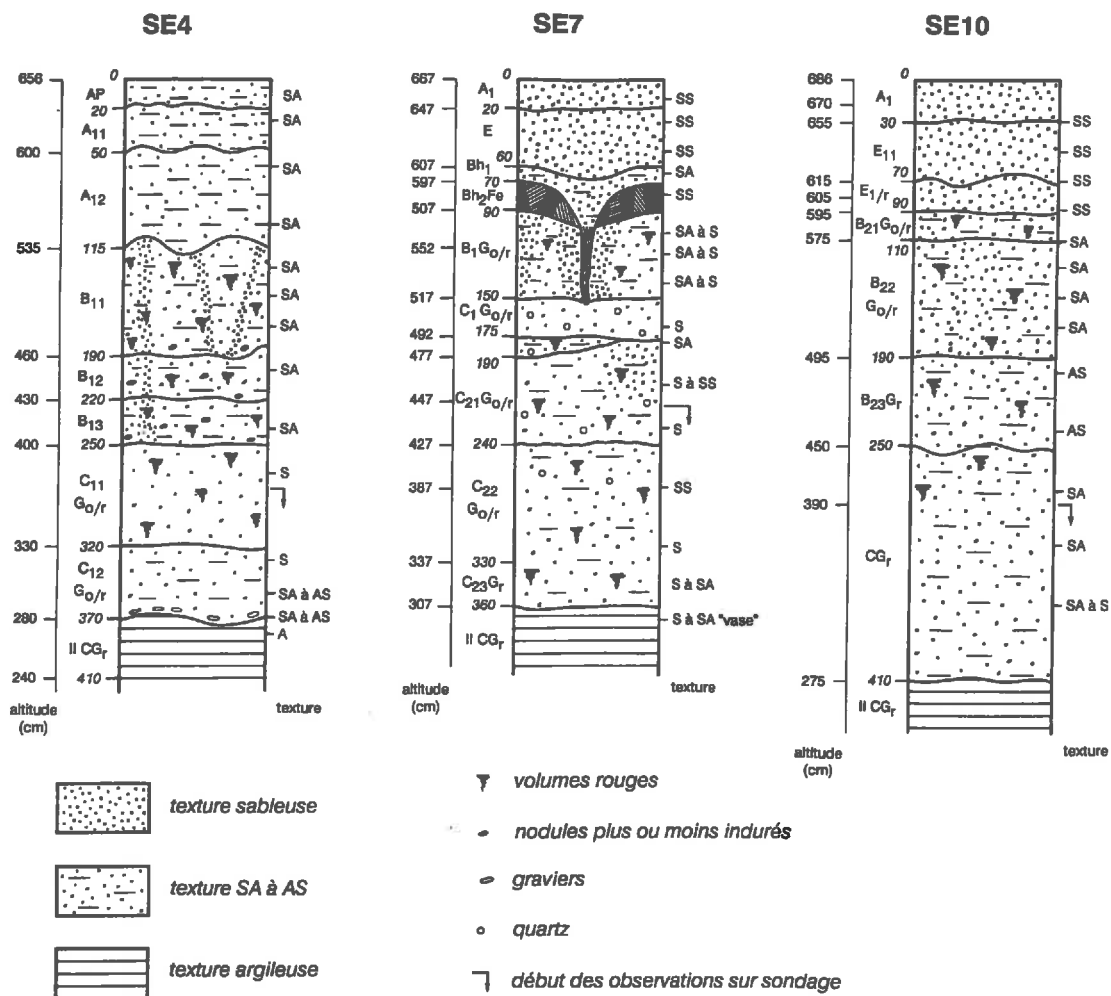 SE4
SE7
SE10
656
600
535
460
430
400
330
280
240
altitude
(cm)
0
AP
20
A11
50
A12
115
B11
190
B12
220
B13
250
C11
Go/r
320
C12
Go/r
370
II CGr
410
SA
SA
SA
SA
SA
SA
SA
SA
SA
S
S
SA à AS
SA à AS
A
texture
667
647
607
597
507
552
517
492
477
447
427
387
337
307
altitude
(cm)
0
A1
20
E
60
Bh1
70
Bh2Fe
90
B1Go/r
150
C1Go/r
175
190
C21Go/r
240
C22
Go/r
330
C23Gr
360
II CGr
SS
SS
SS
SA
SS
SA à S
SA à S
SA à S
S
SA
S à SS
S
SS
S
S à SA
S à SA "vase"
texture
686
670
655
615
605
595
575
495
450
390
275
altitude
(cm)
0
A1
30
E11
70
E1/r
90
B21Go/r
110
B22
Go/r
190
B23Gr
250
CGr
410
II CGr
SS
SS
SS
SS
SA
SA
SA
SA
AS
AS
SA
SA
SA à S
texture
texture sableuse
texture SA à AS
texture argileuse
volumes rouges
nodules plus ou moins indurés
graviers
quartz
début des observations sur sondage